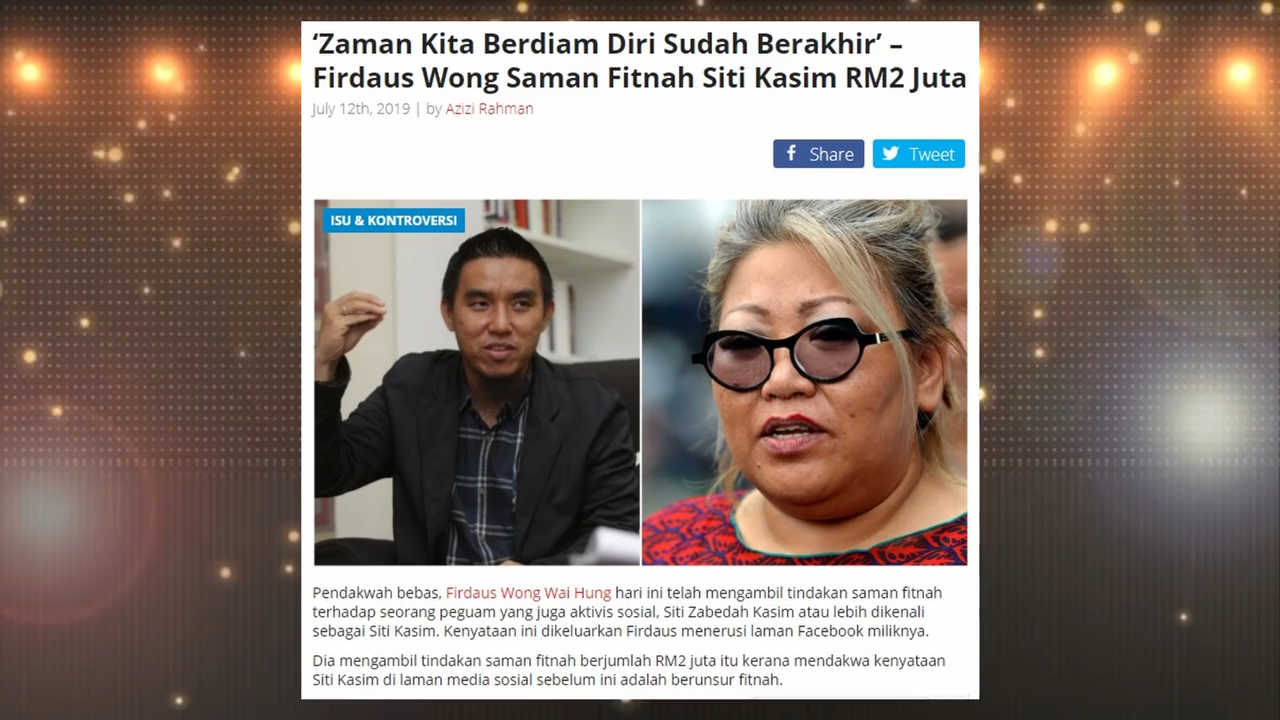 ‘Zaman Kita Berdiam Diri Sudah Berakhir’ –
Firdaus Wong Saman Fitnah Siti Kasim RM2 Juta
July 12th, 2019 | by Azizi Rahman
Share
Tweet
ISU & KONTROVERSI
Pendakwah bebas, Firdaus Wong Wai Hung hari ini telah mengambil tindakan saman fitnah
terhadap seorang peguam yang juga aktivis sosial, Siti Zabedah Kasim atau lebih dikenali
sebagai Siti Kasim. Kenyataan ini dikeluarkan Firdaus menerusi laman Facebook miliknya.
Dia mengambil tindakan saman fitnah berjumlah RM2 juta itu kerana mendakwa kenyataan
Siti Kasim di laman media sosial sebelum ini adalah berunsur fitnah.